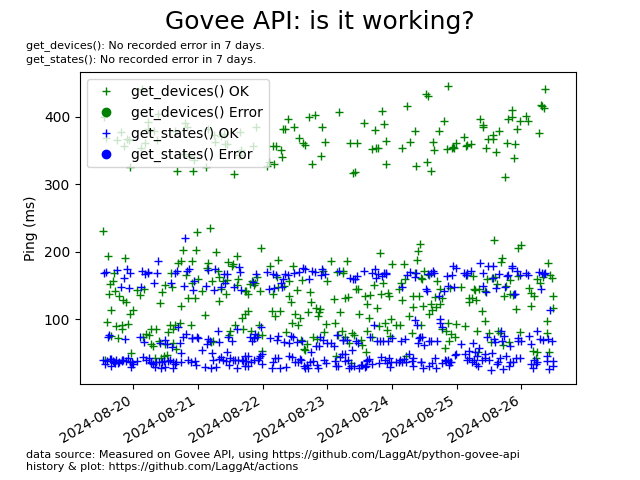 Govee API: is it working?
get_devices(): No recorded error in 7 days.
get_states(): No recorded error in 7 days.
get_devices() OK
get_devices() Error
get_states() OK
get_states() Error
Ping (ms)
400
300
200
100
2024-08-20
2024-08-21
2024-08-22
2024-08-23
2024-08-24
2024-08-25
2024-08-26
data source: Measured on Govee API, using https://github.com/LaggAt/python-govee-api
history & plot: https://github.com/LaggAt/actions